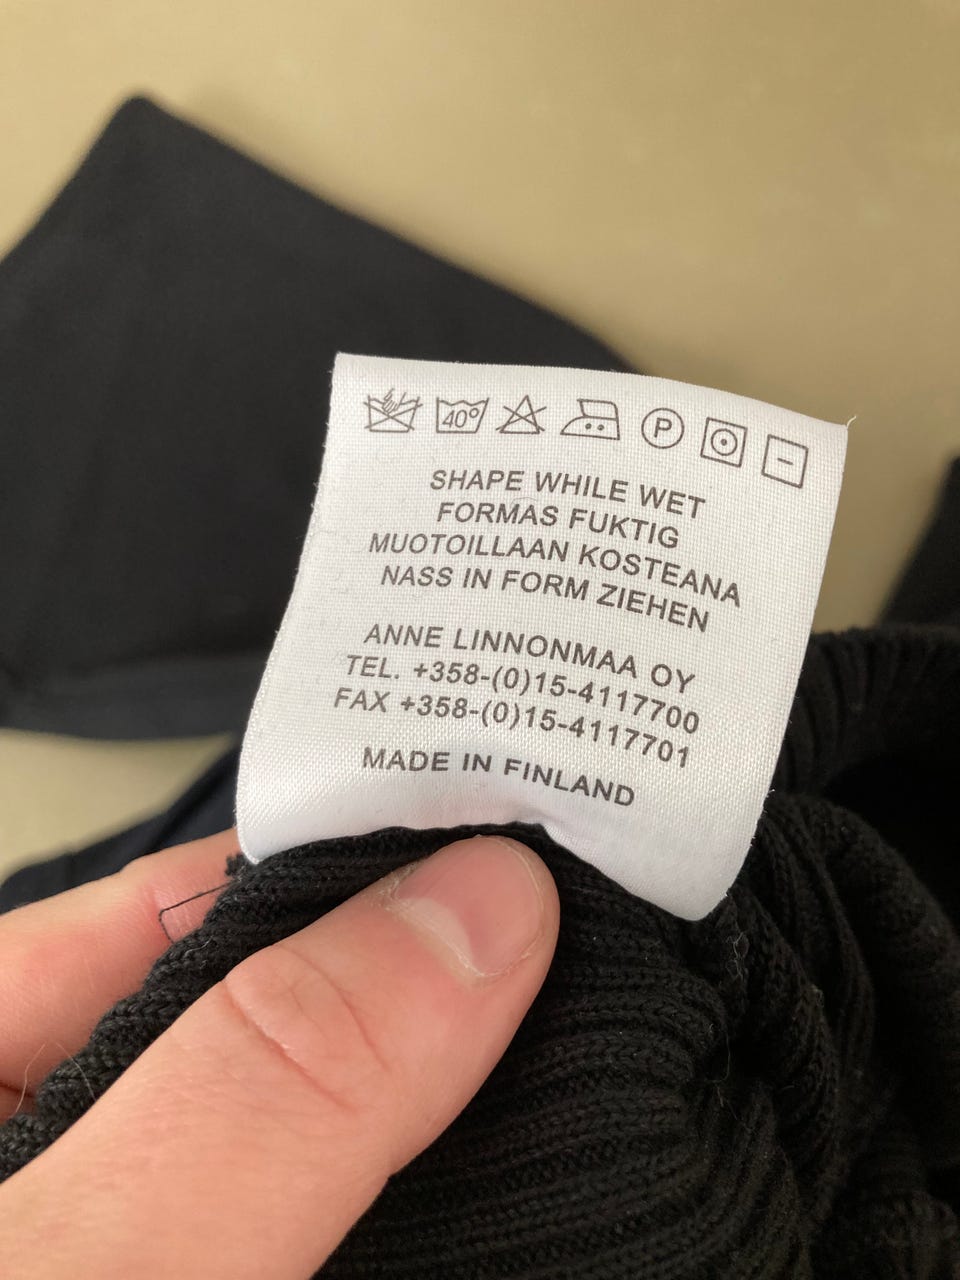 40°
P
SHAPE WHILE WET
FORMAS FUKTIG
MUOTOILLAAN KOSTEANA
NASS IN FORM ZIEHEN
ANNE LINNONMAA OY
TEL. +358-(0)15-4117700
FAX +358-(0)15-4117701
MADE IN FINLAND